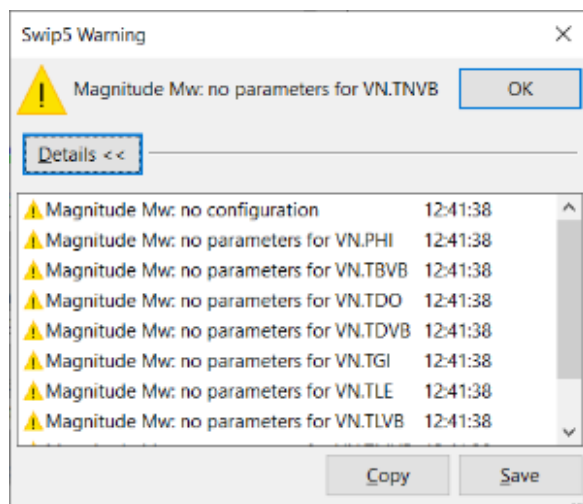 Swip5 Warning
Magnitude Mw: no parameters for VN.TNVB
OK
Details <<
Magnitude Mw: no configuration 12:41:38
Magnitude Mw: no parameters for VN.PHI 12:41:38
Magnitude Mw: no parameters for VN.TBVB 12:41:38
Magnitude Mw: no parameters for VN.TDO 12:41:38
Magnitude Mw: no parameters for VN.TDVB 12:41:38
Magnitude Mw: no parameters for VN.TGI 12:41:38
Magnitude Mw: no parameters for VN.TLE 12:41:38
Magnitude Mw: no parameters for VN.TLVB 12:41:38
Copy
Save